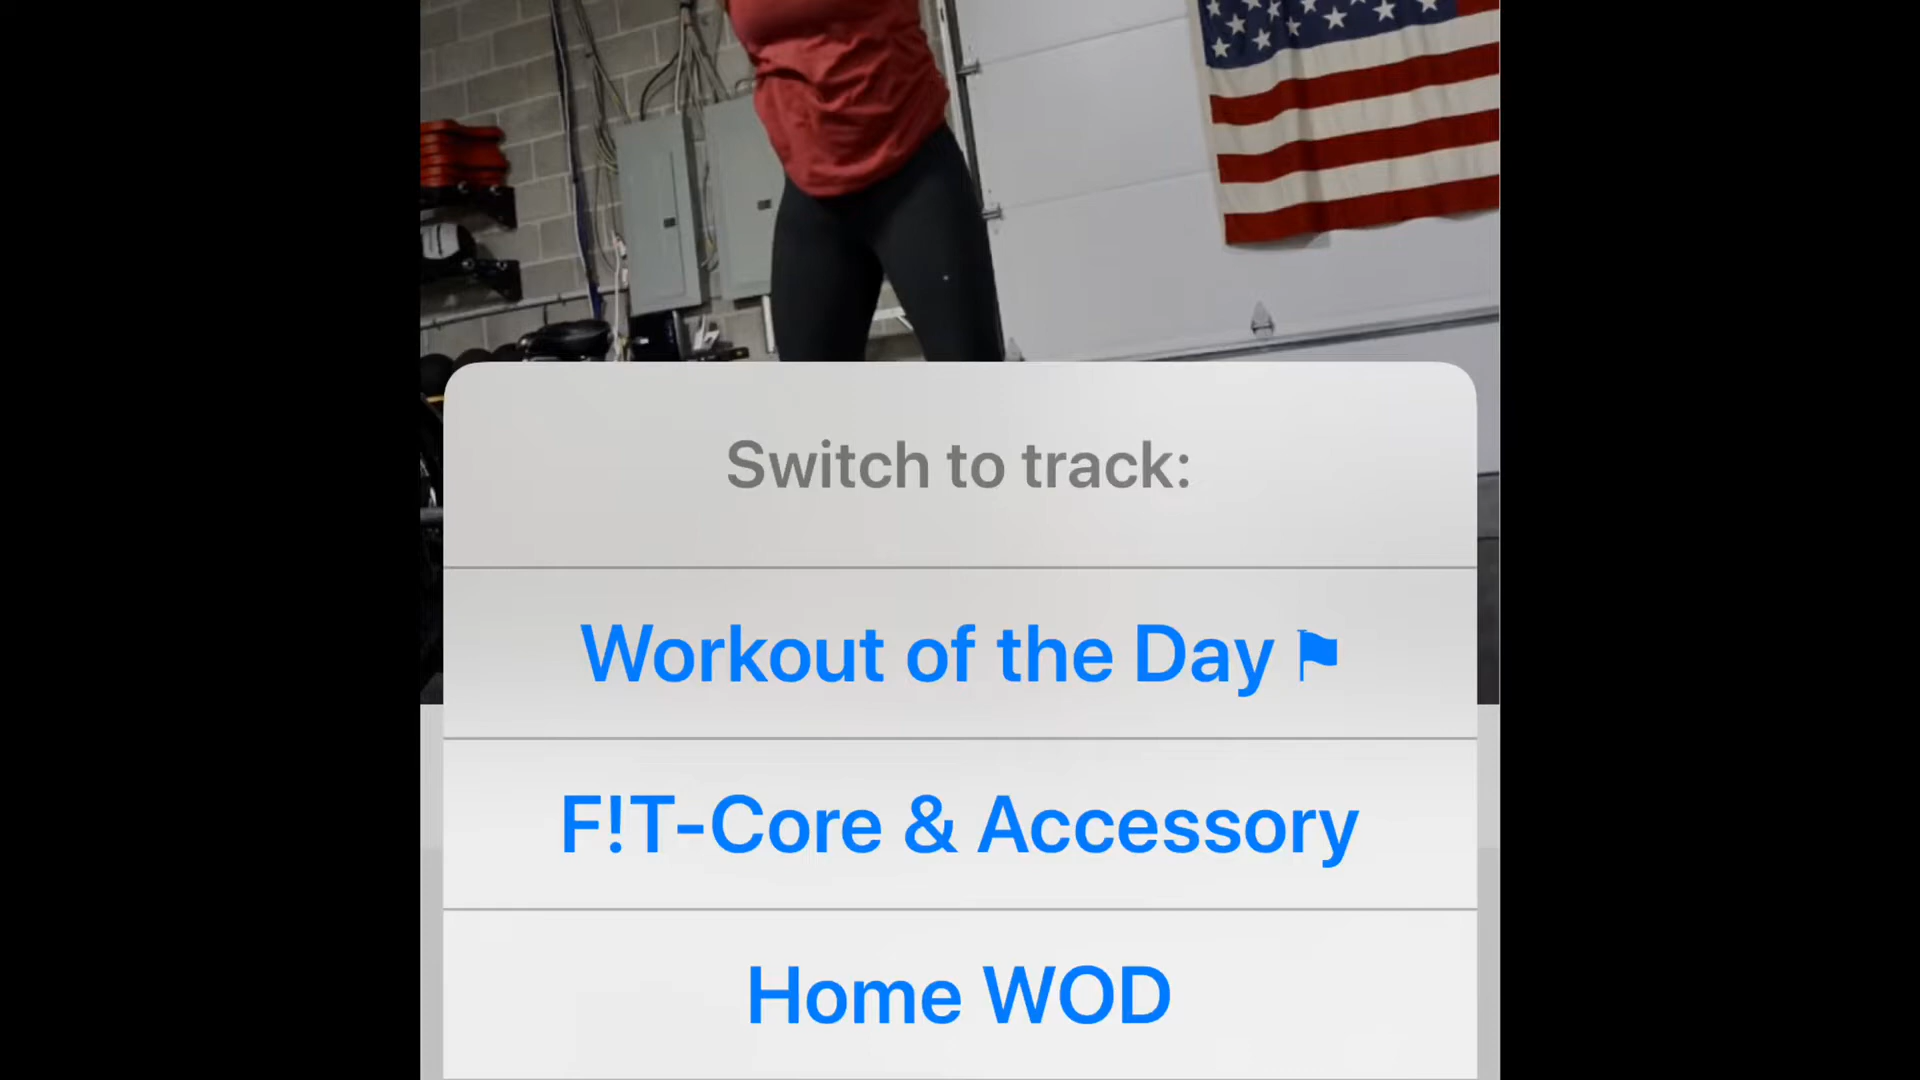 Switch to track:
Workout of the Day ⚑
F!T-Core & Accessory
Home WOD